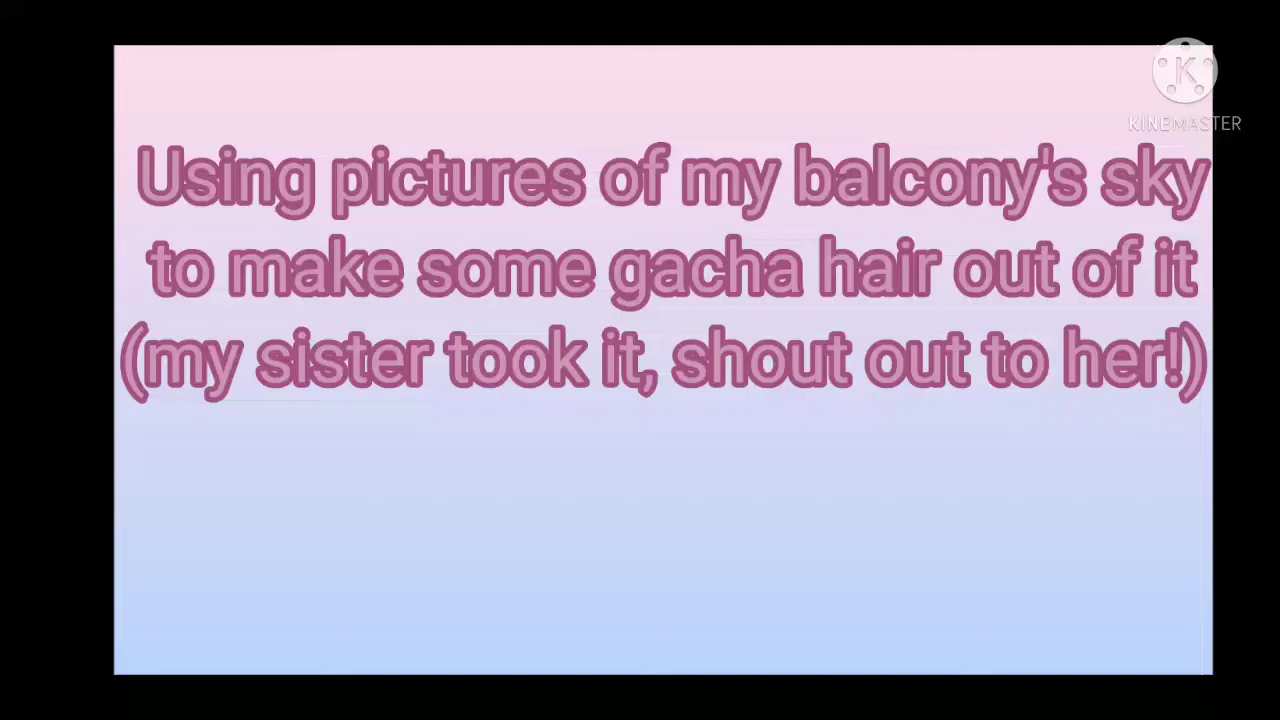 K
KINEMASTER
Using pictures of my balcony's sky
to make some gacha hair out of it
(my sister took it, shout out to her!)